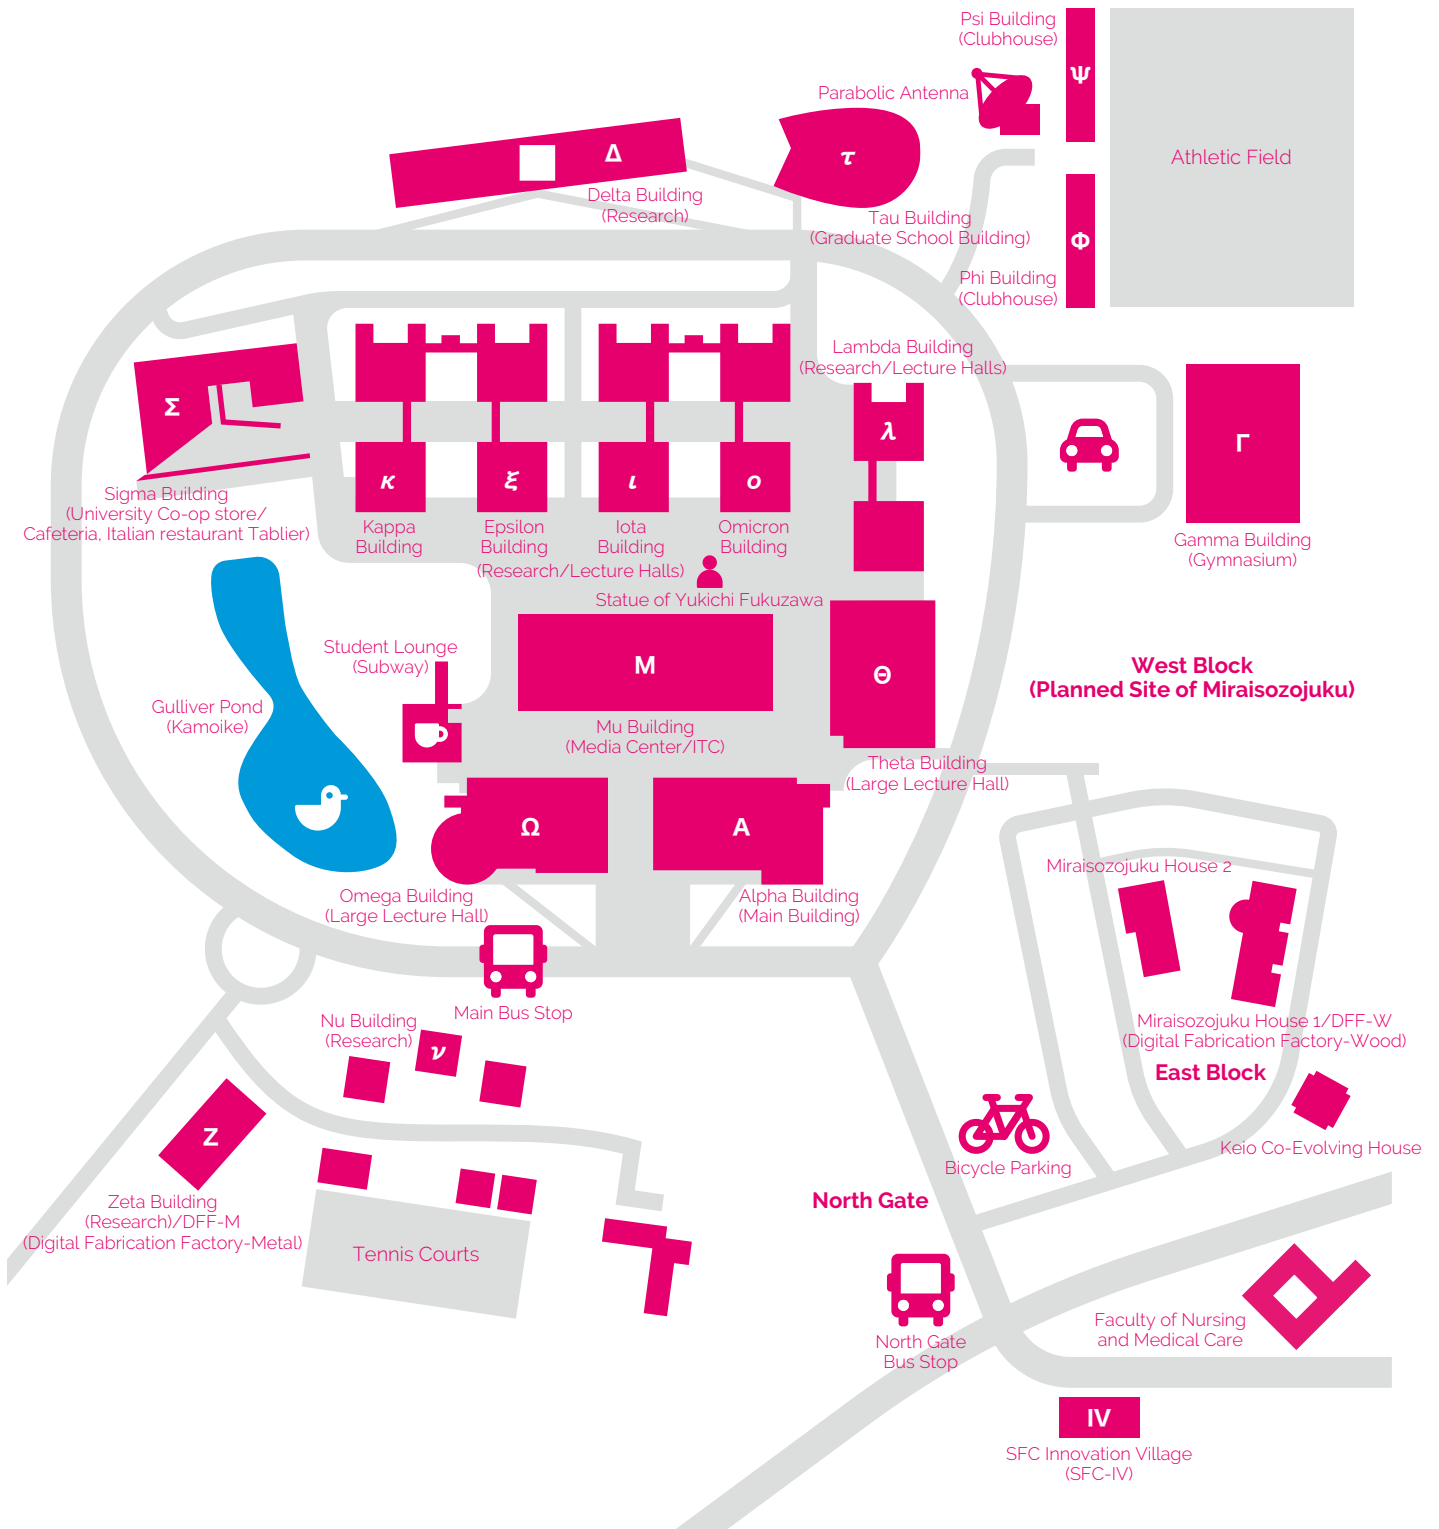 Psi Building
(Clubhouse)
Ψ
Parabolic Antenna
Athletic Field
Δ
τ
Delta Building
(Research)
Tau Building
(Graduate School Building)
Φ
Phi Building
(Clubhouse)
Lambda Building
(Research/Lecture Halls)
Σ
λ
Γ
κ
ξ
ι
ο
Sigma Building
(University Co-op store/
Cafeteria, Italian restaurant Tablier)
Kappa
Building
Epsilon
Building
Iota
Building
Omicron
Building
(Research/Lecture Halls)
Gamma Building
(Gymnasium)
Statue of Yukichi Fukuzawa
Student Lounge
(Subway)
Μ
Θ
West Block
(Planned Site of Miraisozojuku)
Gulliver Pond
(Kamoike)
Mu Building
(Media Center/ITC)
Theta Building
(Large Lecture Hall)
Ω
Α
Omega Building
(Large Lecture Hall)
Alpha Building
(Main Building)
Miraisozojuku House 2
Main Bus Stop
Nu Building
(Research)
ν
Miraisozojuku House 1/DFF-W
(Digital Fabrication Factory-Wood)
East Block
Ζ
Keio Co-Evolving House
Bicycle Parking
North Gate
Zeta Building
(Research)/DFF-M
(Digital Fabrication Factory-Metal)
Tennis Courts
North Gate
Bus Stop
Faculty of Nursing
and Medical Care
IV
SFC Innovation Village
(SFC-IV)